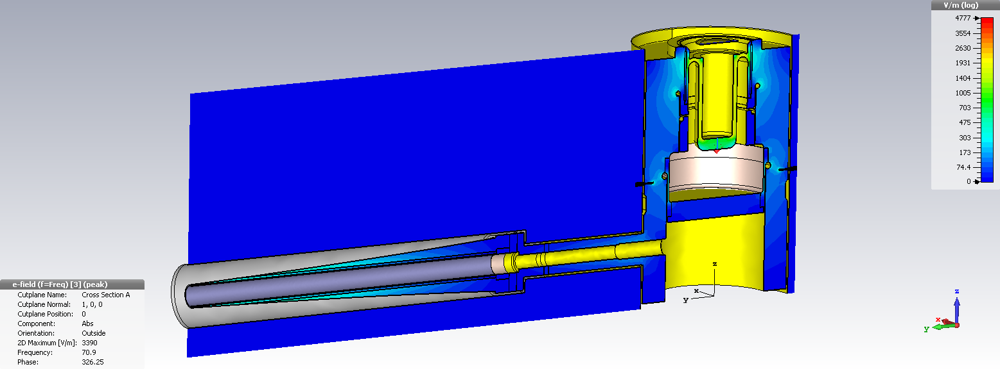 V/m (log)
4777
3554
2630
1931
1404
1005
703
475
303
173
74.4
0
z
x
y
z
x
y
e-field (f=Freq) [3] (peak)
Cutplane Name: Cross Section A
Cutplane Normal: 1, 0, 0
Cutplane Position: 0
Component: Abs
Orientation: Outside
2D Maximum [V/m]: 3390
Frequency: 70.9
Phase: 326.25